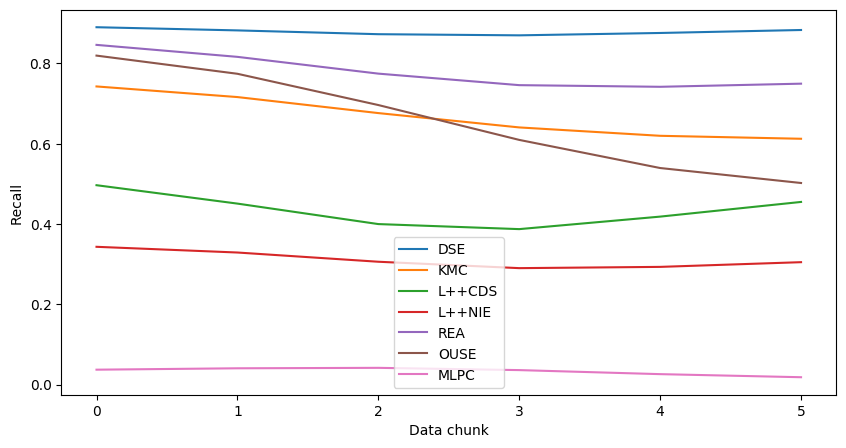 Recall
0.8
0.6
0.4
0.2
0.0
DSE
KMC
L++CDS
L++NIE
REA
OUSE
MLPC
0 1 2 3 4 5
Data chunk